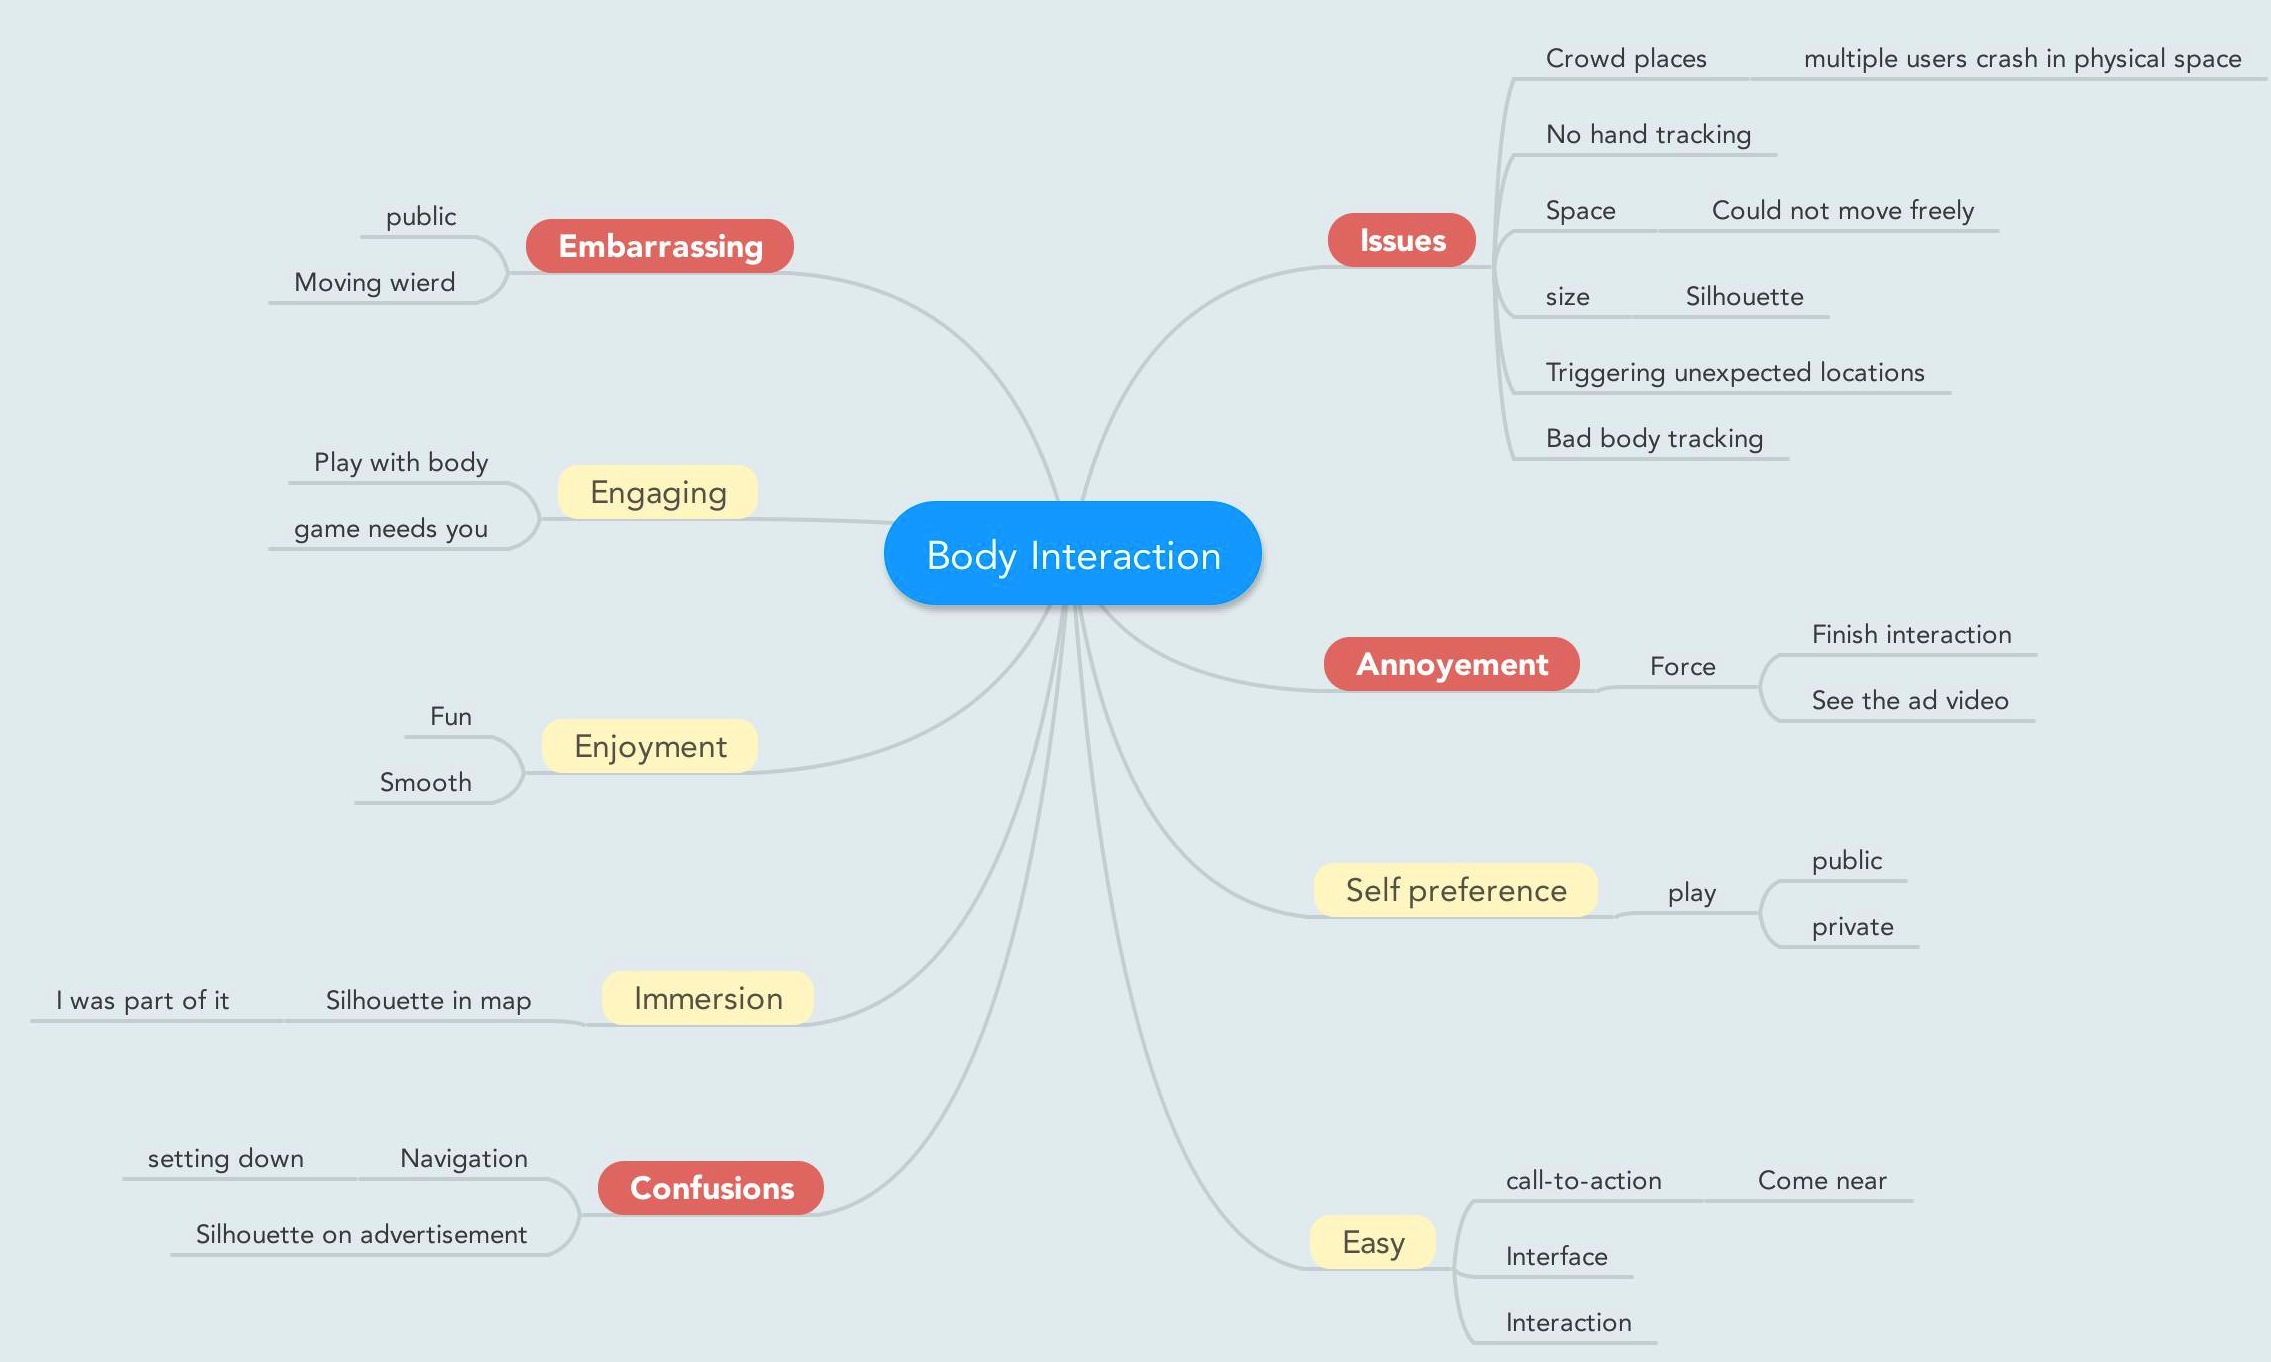 Body Interaction
Embarrassing
public
Moving wierd
Engaging
Play with body
game needs you
Enjoyment
Fun
Smooth
Immersion
Silhouette in map
I was part of it
Confusions
Navigation
setting down
Silhouette on advertisement
Issues
Crowd places
multiple users crash in physical space
No hand tracking
Space
Could not move freely
size
Silhouette
Triggering unexpected locations
Bad body tracking
Annoyement
Force
Finish interaction
See the ad video
Self preference
play
public
private
Easy
call-to-action
Come near
Interface
Interaction